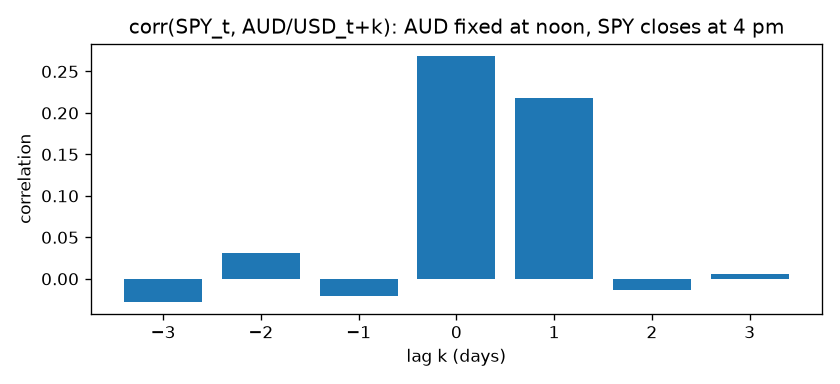 corr(SPY_t, AUD/USD_t+k): AUD fixed at noon, SPY closes at 4 pm
0.25
0.20
0.15
0.10
0.05
0.00
correlation
−3 −2 −1 0 1 2 3
lag k (days)